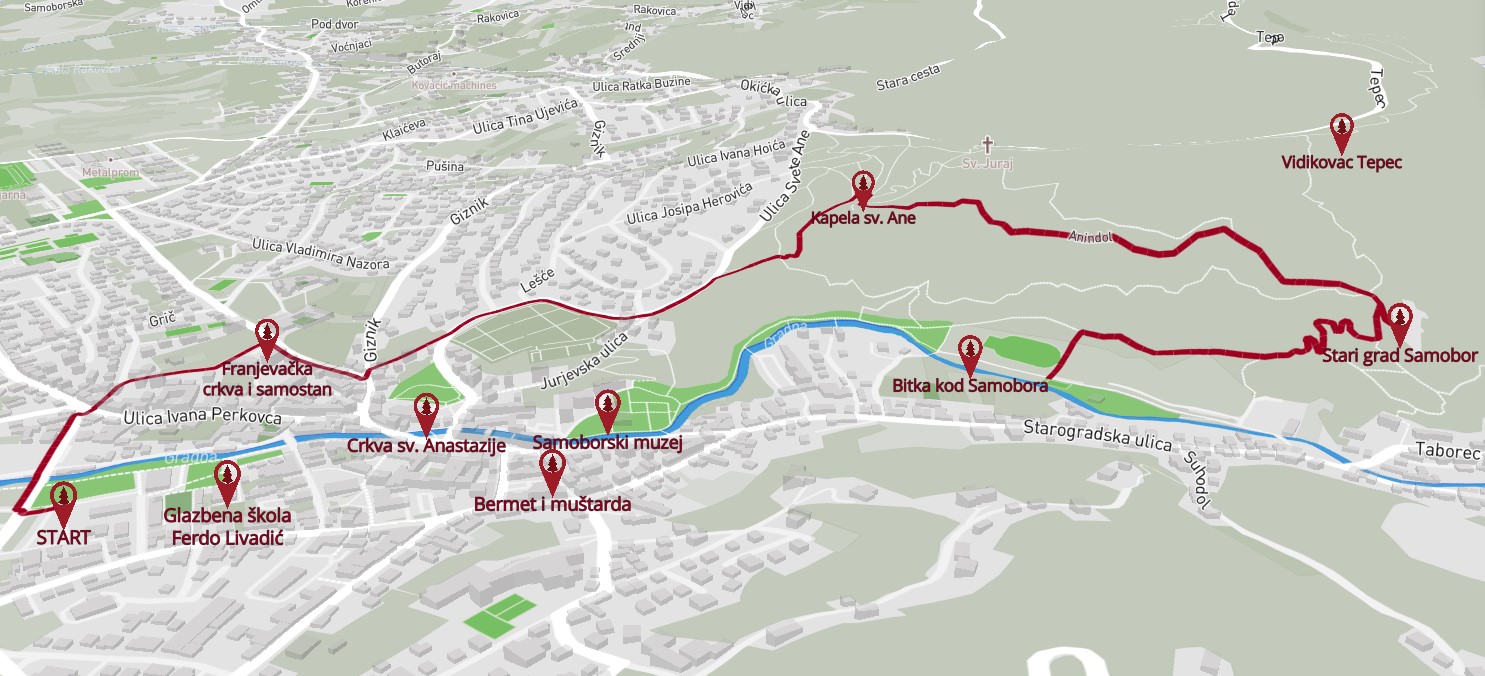 Samoborska
Pod dvor
Rakovica
Rakovica
Voćnjaci
Srednji
Butoraj
Kovacic machines
Ulica Ratka Buzine
Okićka ulica
Stara cesta
Tepec
Klaićeva
Ulica Tina Ujevića
Giznik
Pušina
Ulica Ivana Hoića
Metalprom
Sv. Juraj
Vidikovac Tepec
Ulica Josipa Herovića
Ulica Svete Ane
Giznik
Kapela sv. Ane
Anindol
Ulica Vladimira Nazora
Lešće
Grič
Giznik
Gradna
Jurjevska ulica
Franjevačka
crkva i samostan
Stari grad Samobor
Bitka kod Samobora
Ulica Ivana Perkovca
Crkva sv. Anastazije
Samoborski muzej
Starogradska ulica
Taborec
Gradna
Suhodol
Bermet i muštarda
Glazbena škola
Ferdo Livadić
START